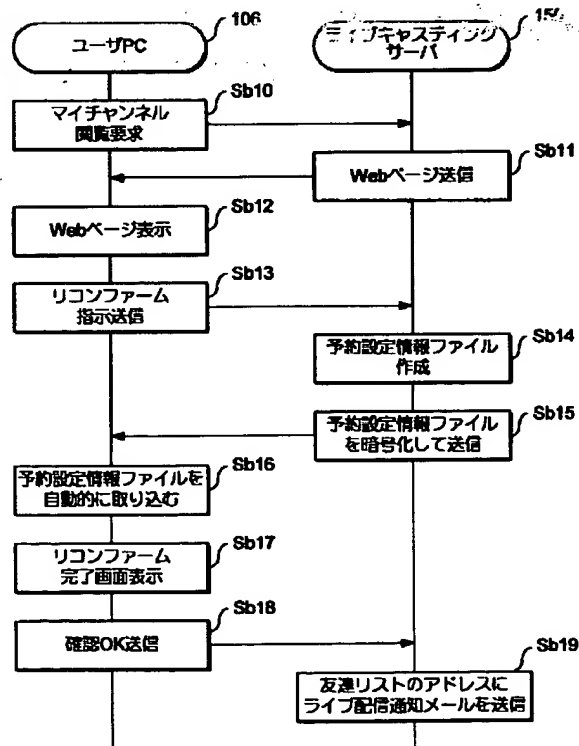 106
ユーザPC
ライブキャスティング
サーバ
Sb10
マイチャンネル
閲覧要求
Sb11
Webページ送信
Sb12
Webページ表示
Sb13
リコンファーム
指示送信
Sb14
予約設定情報ファイル
作成
Sb15
予約設定情報ファイル
を暗号化して送信
Sb16
予約設定情報ファイルを
自動的に取り込む
Sb17
リコンファーム
完了画面表示
Sb18
確認OK送信
Sb19
友達リストのアドレスに
ライブ配信通知メールを送信